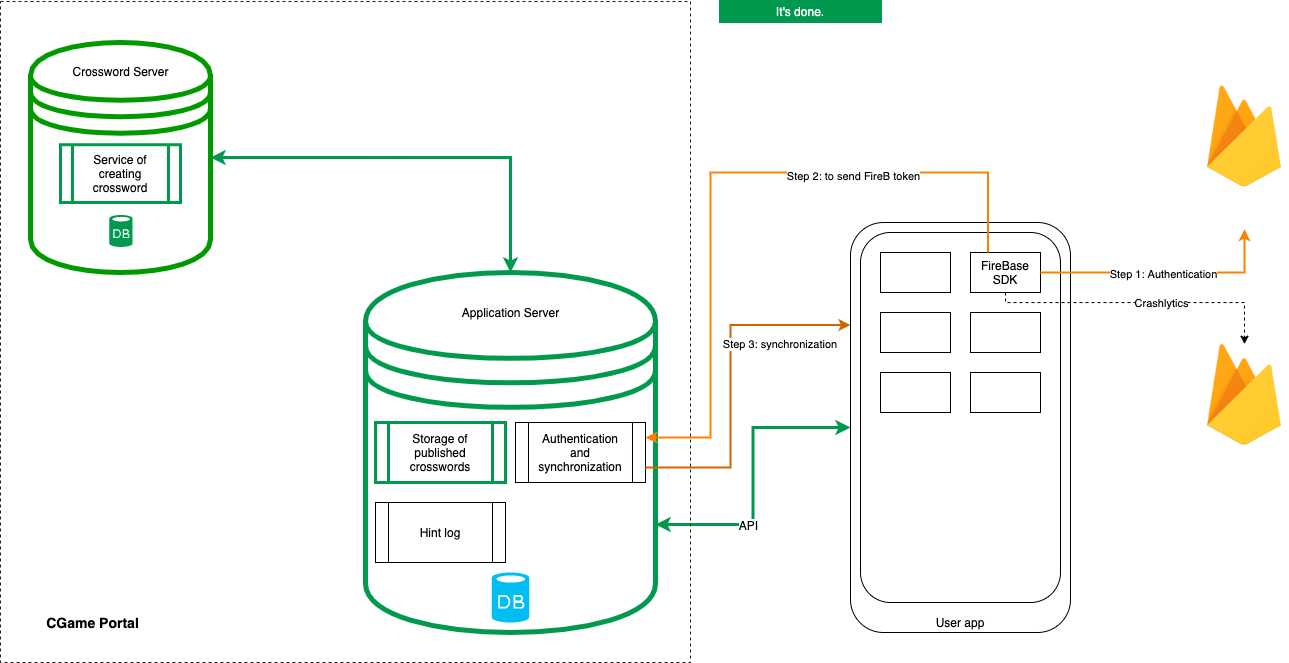 It's done.
Crossword Server
Service of
creating
crossword
DB
Step 2: to send FireB token
FireBase
SDK
Step 1: Authentication
Crashlytics
Application Server
Step 3: synchronization
Storage of
published
crosswords
Authentication
and
synchronization
API
Hint log
DB
CGame Portal
User app